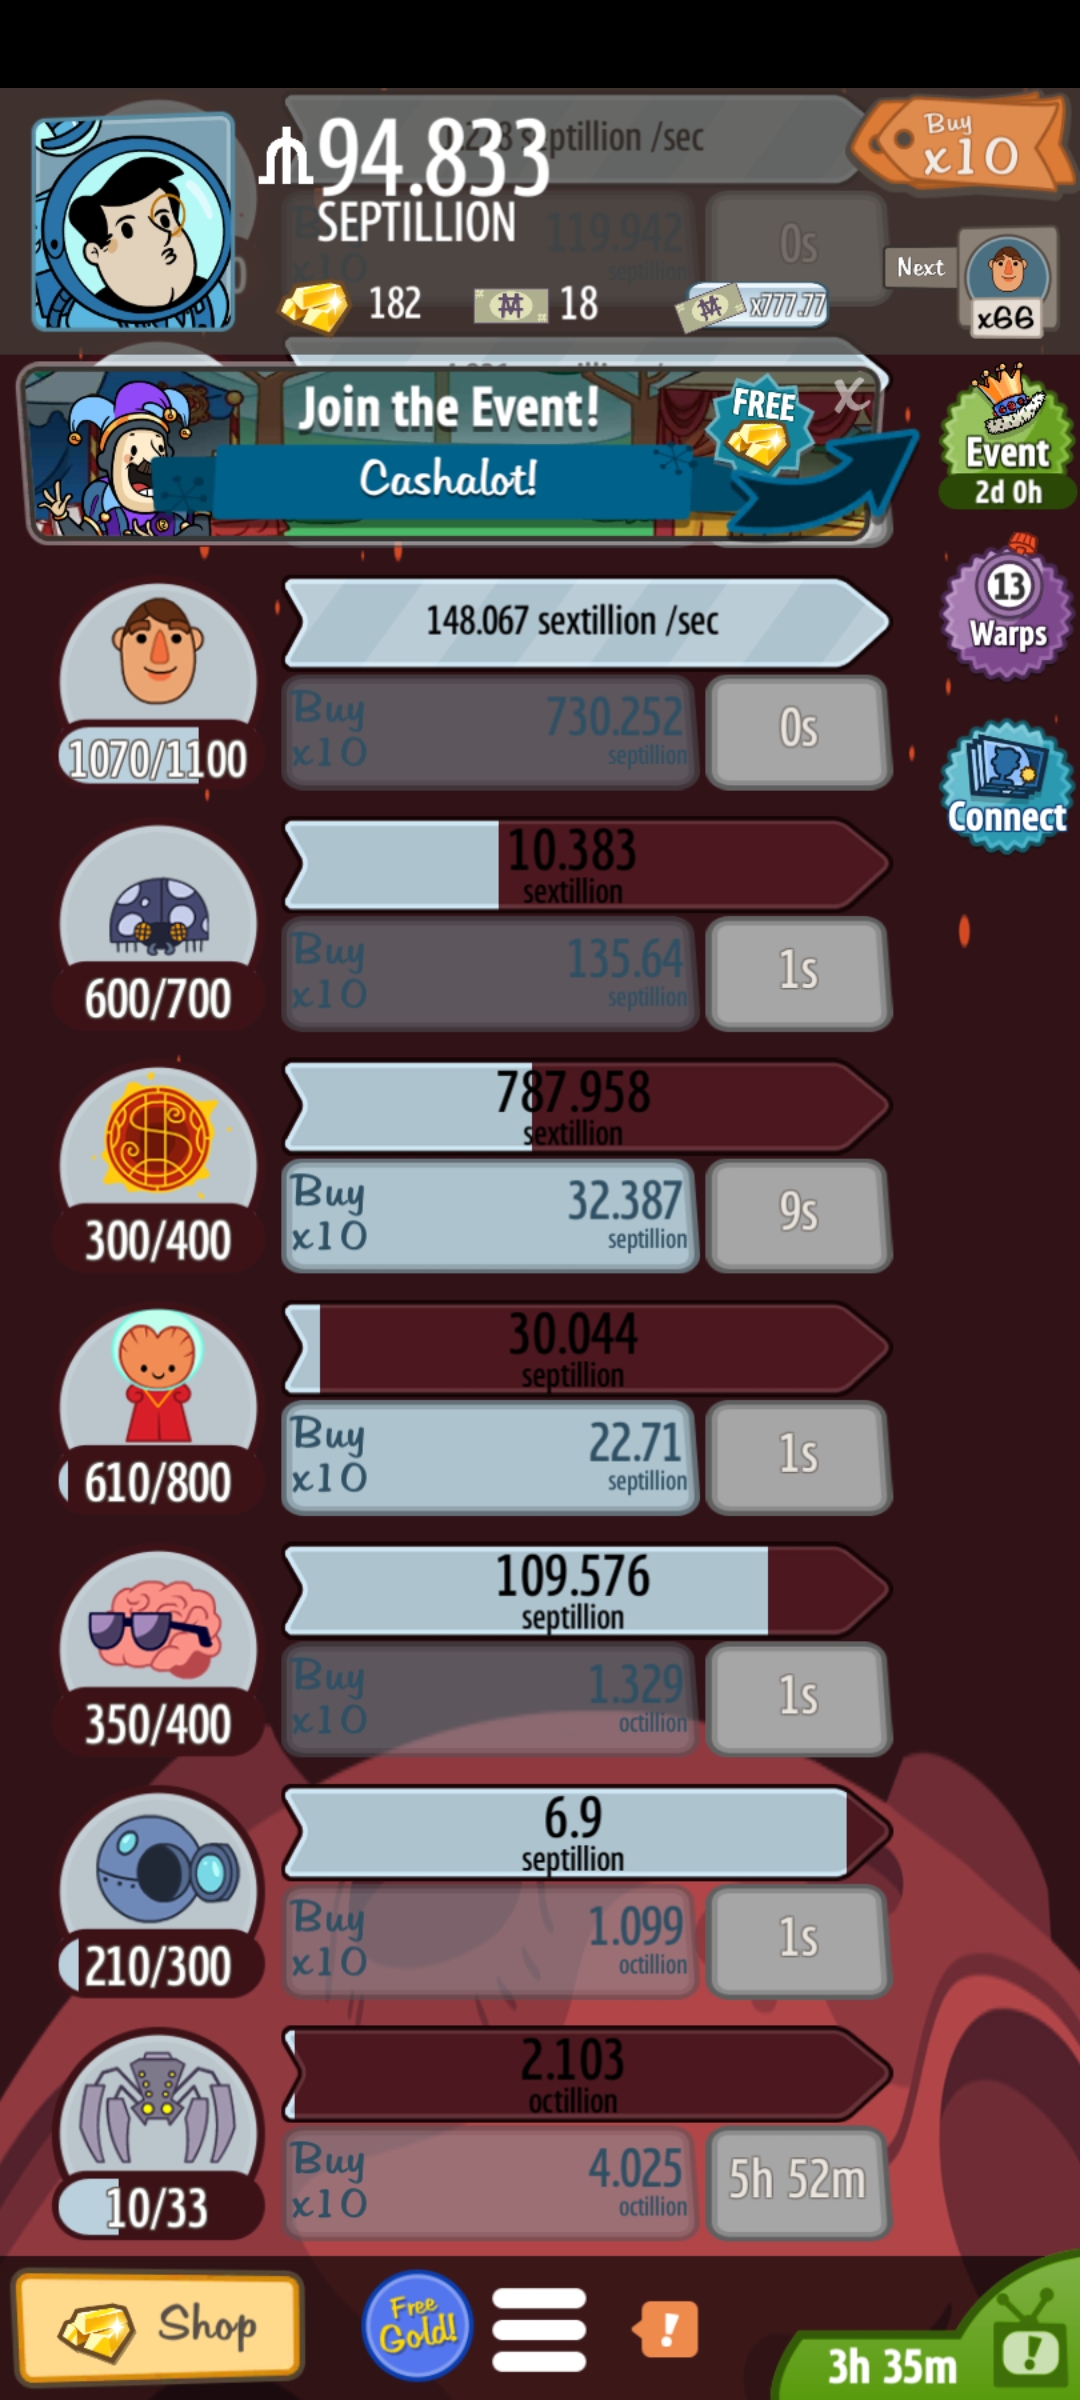 94.833
SEPTILLION
septillion /sec
Buy
x10
119.942
septillion
0s
182
18
x777.77
Buy
x10
Next
x66
Join the Event!
FREE
X
Cashalot!
Event
2d 0h
13
Warps
Connect
148.067 sextillion /sec
Buy
x10
730.252
septillion
0s
1070/1100
10.383
sextillion
Buy
x10
135.64
septillion
1s
600/700
787.958
sextillion
Buy
x10
32.387
septillion
9s
300/400
30.044
septillion
Buy
x10
22.71
septillion
1s
610/800
109.576
septillion
Buy
x10
1.329
octillion
1s
350/400
6.9
septillion
Buy
x10
1.099
octillion
1s
210/300
2.103
octillion
Buy
x10
4.025
octillion
5h 52m
10/33
Shop
Free
Gold!
!
3h 35m
!